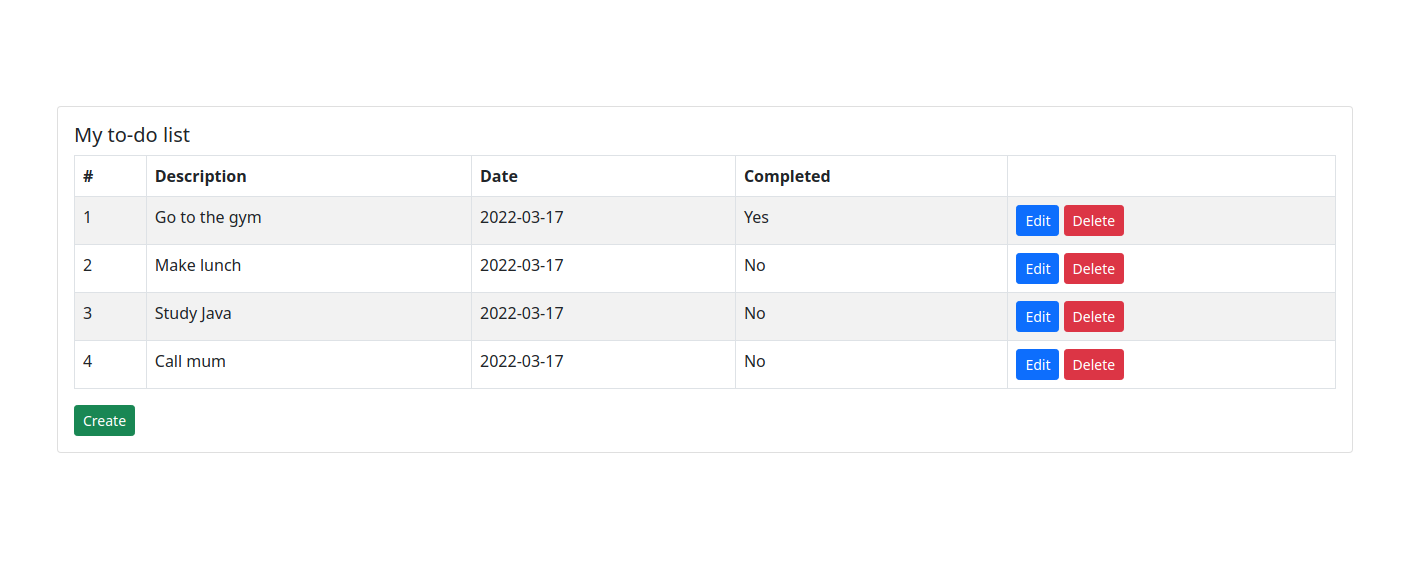 My to-do list
# Description Date Completed
1 Go to the gym 2022-03-17 Yes Edit Delete
2 Make lunch 2022-03-17 No Edit Delete
3 Study Java 2022-03-17 No Edit Delete
4 Call mum 2022-03-17 No Edit Delete
Create